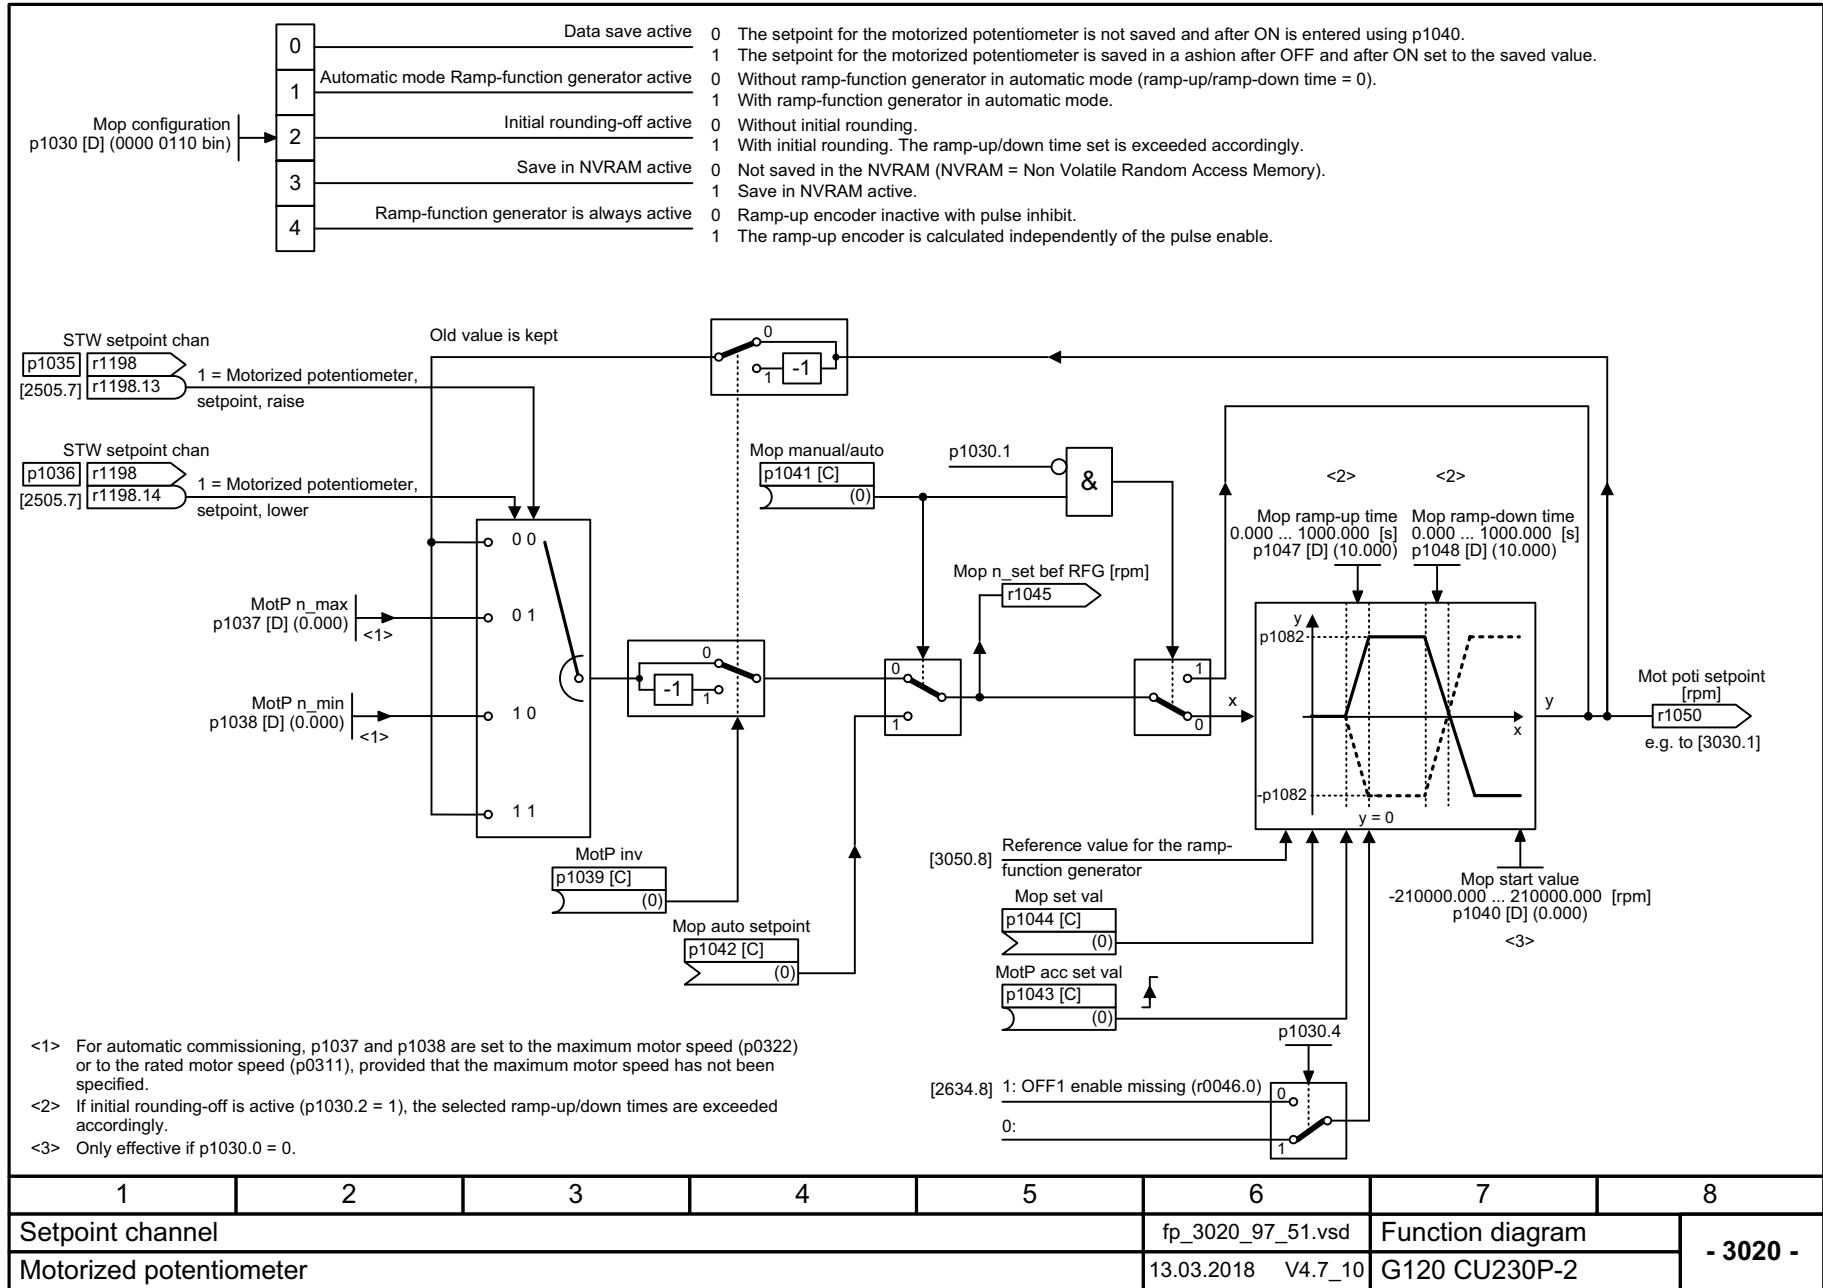 0
Data save active
0 The setpoint for the motorized potentiometer is not saved and after ON is entered using p1040.
1 The setpoint for the motorized potentiometer is saved in a ashion after OFF and after ON set to the saved value.
1
Automatic mode Ramp-function generator active
0 Without ramp-function generator in automatic mode (ramp-up/ramp-down time = 0).
1 With ramp-function generator in automatic mode.
Mop configuration
p1030 [D] (0000 0110 bin)
2
Initial rounding-off active
0 Without initial rounding.
1 With initial rounding. The ramp-up/down time set is exceeded accordingly.
3
Save in NVRAM active
0 Not saved in the NVRAM (NVRAM = Non Volatile Random Access Memory).
1 Save in NVRAM active.
4
Ramp-function generator is always active
0 Ramp-up encoder inactive with pulse inhibit.
1 The ramp-up encoder is calculated independently of the pulse enable.
STW setpoint chan
p1035 r1198
[2505.7] r1198.13
1 = Motorized potentiometer,
setpoint, raise
Old value is kept
0
1
-1
STW setpoint chan
p1036 r1198
[2505.7] r1198.14
1 = Motorized potentiometer,
setpoint, lower
Mop manual/auto
p1041 [C]
(0)
p1030.1
&
<2>
<2>
Mop ramp-up time
0.000 ... 1000.000 [s]
p1047 [D] (10.000)
Mop ramp-down time
0.000 ... 1000.000 [s]
p1048 [D] (10.000)
0 0
0 1
1 0
1 1
MotP n_max
p1037 [D] (0.000)
<1>
MotP n_min
p1038 [D] (0.000)
<1>
-1
0
1
Mop n_set bef RFG [rpm]
r1045
0
1
1
0
x
y
p1082
-p1082
x
y = 0
y
Mot poti setpoint
[rpm]
r1050
e.g. to [3030.1]
MotP inv
p1039 [C]
(0)
Mop auto setpoint
p1042 [C]
(0)
[3050.8] Reference value for the ramp-
function generator
Mop set val
p1044 [C]
(0)
MotP acc set val
p1043 [C]
(0)
Mop start value
-210000.000 ... 210000.000 [rpm]
p1040 [D] (0.000)
<3>
p1030.4
[2634.8] 1: OFF1 enable missing (r0046.0)
0:
0
1
<1> For automatic commissioning, p1037 and p1038 are set to the maximum motor speed (p0322)
or to the rated motor speed (p0311), provided that the maximum motor speed has not been
specified.
<2> If initial rounding-off is active (p1030.2 = 1), the selected ramp-up/down times are exceeded
accordingly.
<3> Only effective if p1030.0 = 0.
1 2 3 4 5 6 7 8
Setpoint channel
fp_3020_97_51.vsd
Function diagram
- 3020 -
Motorized potentiometer
13.03.2018 V4.7_10
G120 CU230P-2